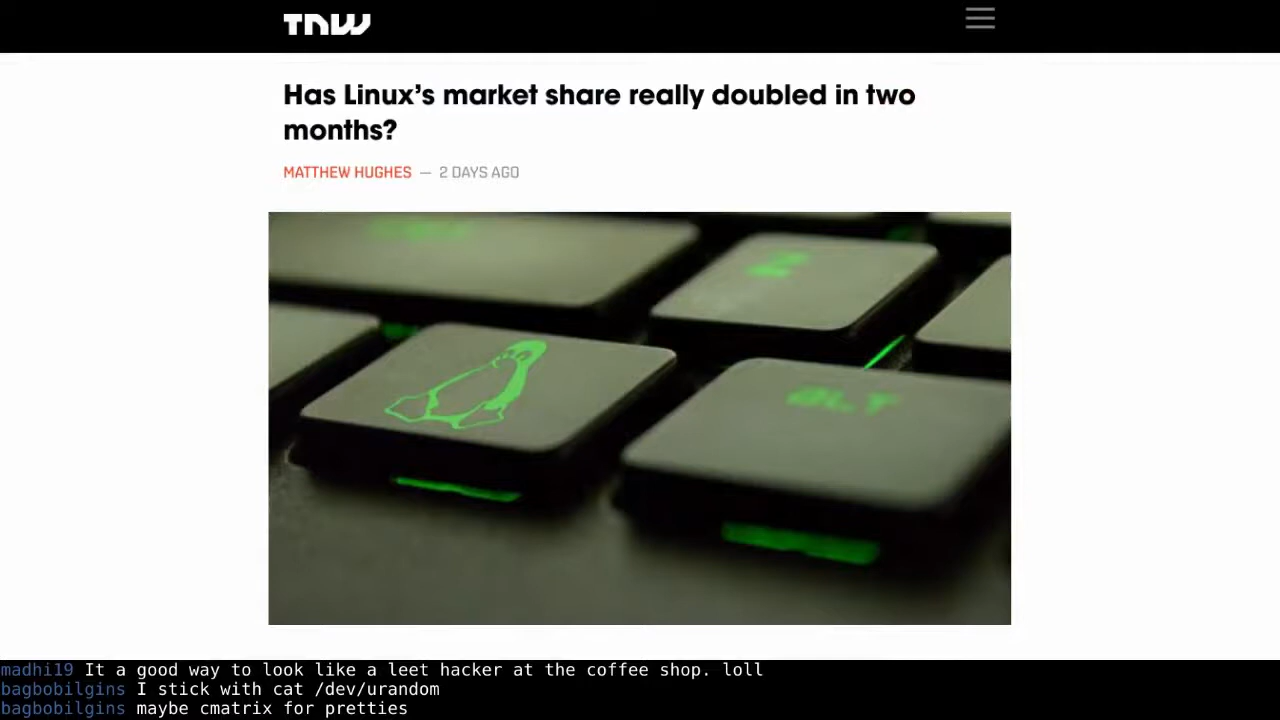 TNW
Has Linux’s market share really doubled in two
months?
MATTHEW HUGHES — 2 DAYS AGO
Z
ALT
madhi19 It a good way to look like a leet hacker at the coffee shop. loll
bagbobilgins I stick with cat /dev/urandom
bagbobilgins maybe cmatrix for pretties